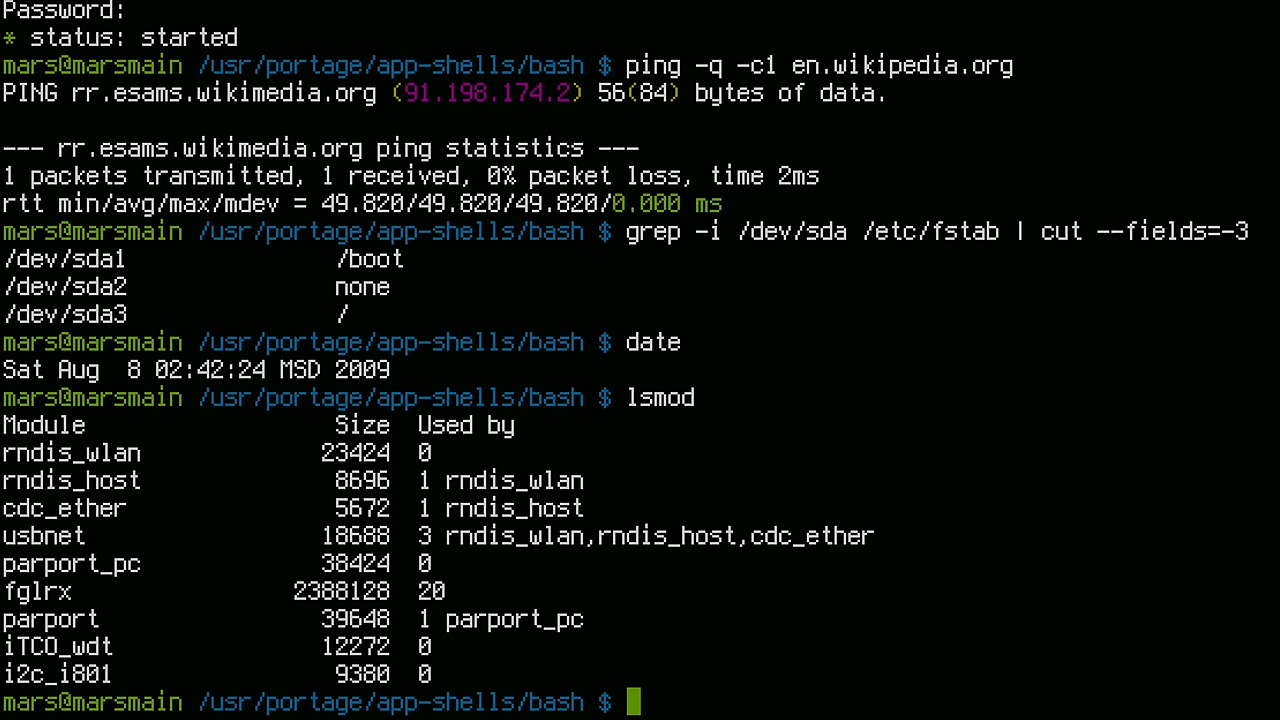 Password:
* status: started
mars@marsmain /usr/portage/app-shells/bash $ ping -q -c1 en.wikipedia.org
PING rr.esams.wikimedia.org (91.198.174.2) 56(84) bytes of data.
--- rr.esams.wikimedia.org ping statistics ---
1 packets transmitted, 1 received, 0% packet loss, time 2ms
rtt min/avg/max/mdev = 49.820/49.820/49.820/0.000 ms
mars@marsmain /usr/portage/app-shells/bash $ grep -i /dev/sda /etc/fstab | cut --fields=-3
/dev/sda1 /boot
/dev/sda2 none
/dev/sda3 /
mars@marsmain /usr/portage/app-shells/bash $ date
Sat Aug  8 02:42:24 MSD 2009
mars@marsmain /usr/portage/app-shells/bash $ lsmod
Module Size Used by
rndis_wlan 23424 0
rndis_host 8696 1 rndis_wlan
cdc_ether 5672 1 rndis_host
usbnet 18688 3 rndis_wlan,rndis_host,cdc_ether
parport_pc 38424 0
fglrx 2388128 20
parport 39648 1 parport_pc
iTCO_wdt 12272 0
i2c_i801 9380 0
mars@marsmain /usr/portage/app-shells/bash $